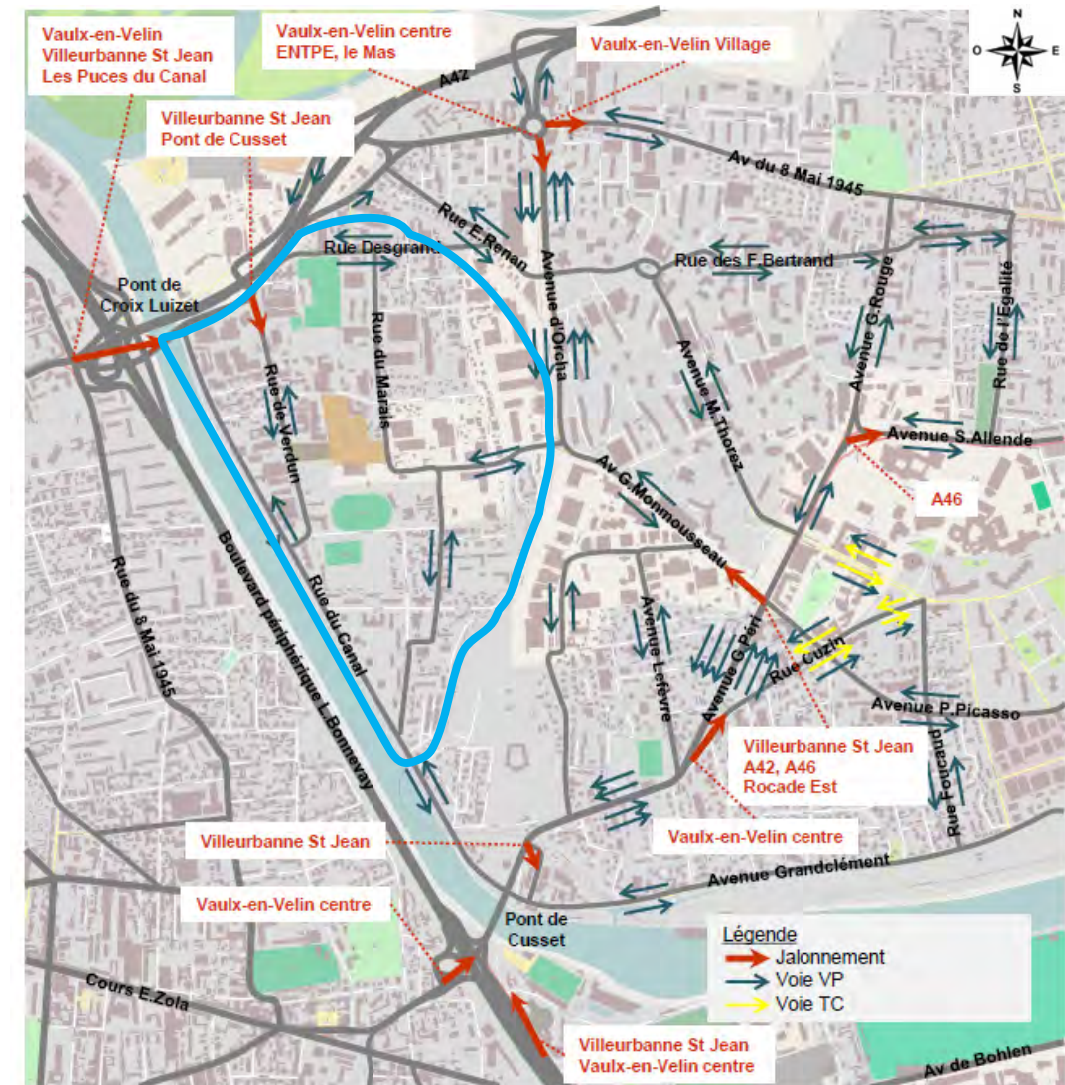 Vaulx-en-Velin
Villeurbanne St Jean
Les Puces du Canal
Vaulx-en-Velin centre
ENTPE, le Mas
Vaulx-en-Velin Village
N
O
E
S
A42
Villeurbanne St Jean
Pont de Cusset
Av du 8 Mai 1945
Rue E.Renan
Rue Desgrand
Rue des F.Bertrand
Pont de
Croix Luizet
Avenue d'Orcha
Avenue G.Rouge
Rue de l'Egalité
Rue du Marais
Rue de Verdun
Avenue M.Thorez
Avenue S.Allende
Av G.Monmousseau
A46
Rue du 8 Mai 1945
Boulevard périphérique L.Bonnevay
Rue du Canal
Avenue Lefèvre
Avenue G.Peri
Rue Cuzin
Avenue P.Picasso
Rue Foucaud
Villeurbanne St Jean
A42, A46
Rocade Est
Vaulx-en-Velin centre
Villeurbanne St Jean
Avenue Grandclément
Vaulx-en-Velin centre
Pont de
Cusset
Cours E.Zola
Légende
Jalonnement
Voie VP
Voie TC
Villeurbanne St Jean
Vaulx-en-Velin centre
Av de Bohlen